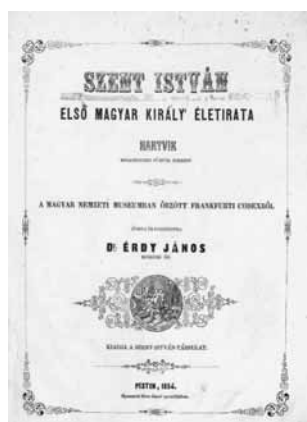 SZENT ISTVÁN
ELSŐ MAGYAR KIRÁLY' ÉLETIRATA
HARTVIK
A MAGYAR NEMZETI MUSEUMBAN ŐRZÖTT FRANKFURTI CODEXBŐL
Dr ÉRDY JÁNOS
KIADJA A SZENT-ISTVÁN-TÁRSULAT.
PESTEN, 1854.